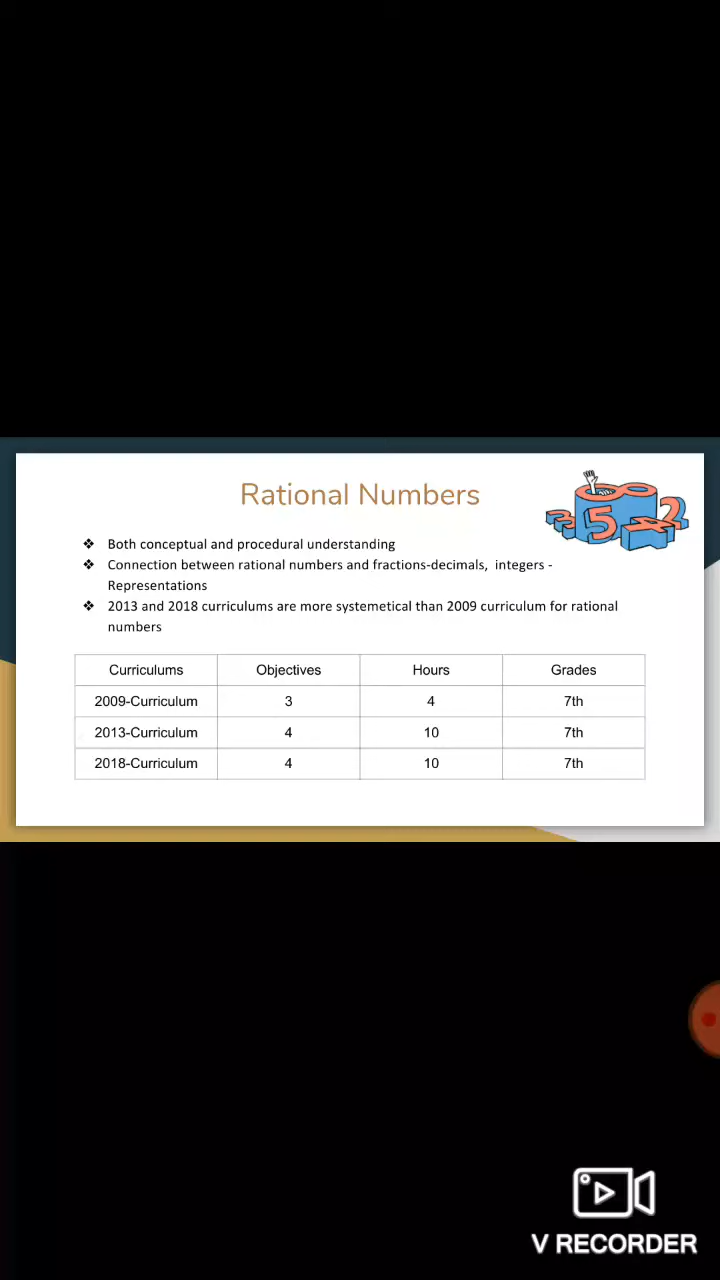 Rational Numbers
❖ Both conceptual and procedural understanding
❖ Connection between rational numbers and fractions-decimals, integers -
Representations
❖ 2013 and 2018 curriculums are more systemetical than 2009 curriculum for rational
numbers
Curriculums Objectives Hours Grades
2009-Curriculum 3 4 7th
2013-Curriculum 4 10 7th
2018-Curriculum 4 10 7th
V RECORDER